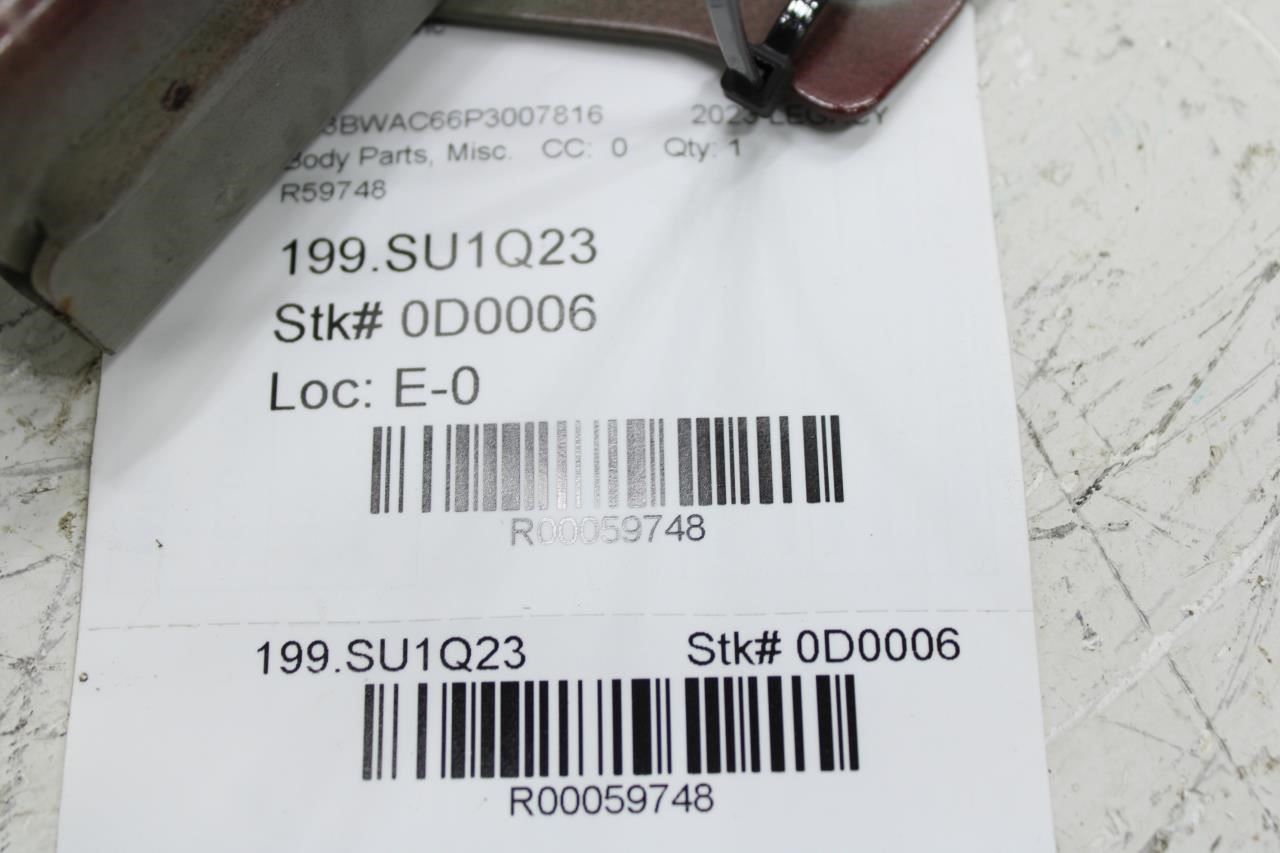 3BWAC66P3007816 2023 LEGACY
Body Parts, Misc. CC: 0 Qty: 1
R59748
199.SU1Q23
Stk# 0D0006
Loc: E-0
R00059748
199.SU1Q23 Stk# 0D0006
R00059748